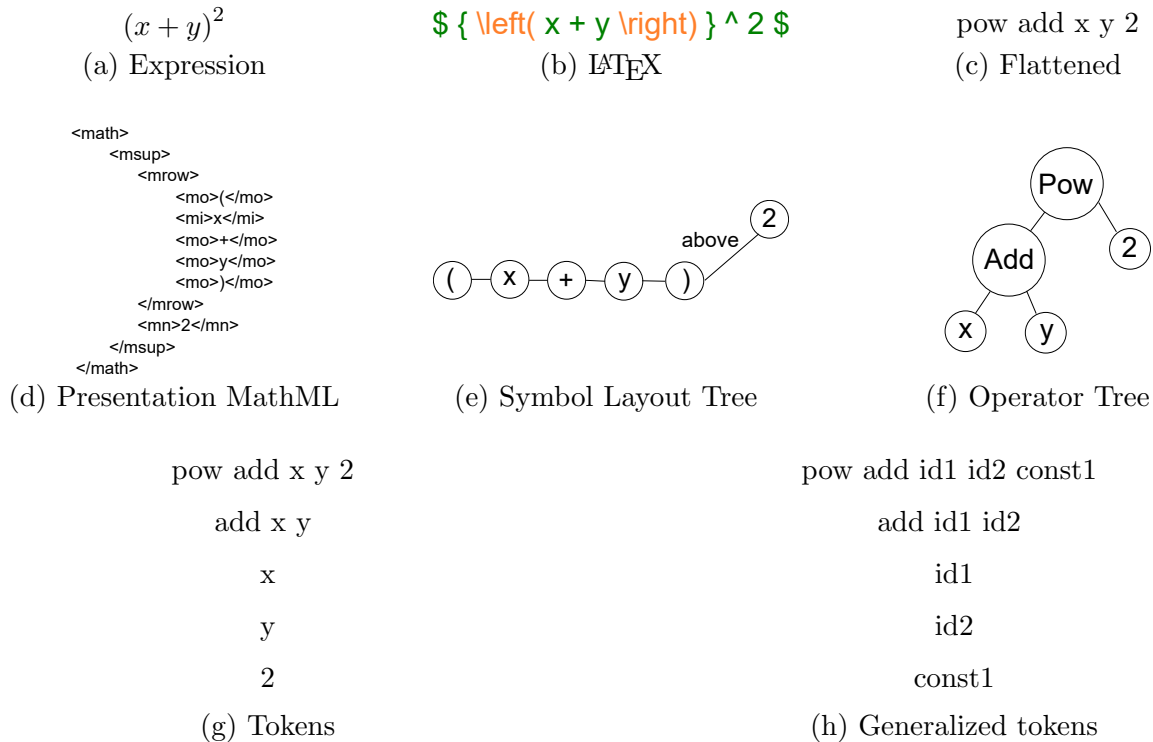 (x + y)^2
(a) Expression
$ { \left( x + y \right) } ^ 2 $
(b) LATEX
pow add x y 2
(c) Flattened
<math>
<msup>
<mrow>
<mo>(</mo>
<mi>x</mi>
<mo>+</mo>
<mo>y</mo>
<mo>)</mo>
</mrow>
<mn>2</mn>
</msup>
</math>
(d) Presentation MathML
2
above
( x + y )
(e) Symbol Layout Tree
Pow
Add 2
x y
(f) Operator Tree
pow add x y 2
add x y
x
y
2
(g) Tokens
pow add id1 id2 const1
add id1 id2
id1
id2
const1
(h) Generalized tokens